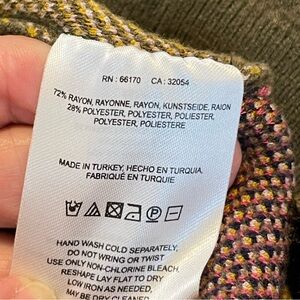 RN : 66170 CA : 32054
72% RAYON, RAYONNE, RAYON, KUNSTSEIDE, RAION
28% POLYESTER, POLYESTER, POLIESTER,
POLYESTER, POLIESTERE
MADE IN TURKEY, HECHO EN TURQUIA,
FABRIQUÉ EN TURQUIE
HAND WASH COLD SEPARATELY,
DO NOT WRING OR TWIST
USE ONLY NON-CHLORINE BLEACH,
RESHAPE LAY FLAT TO DRY
LOW IRON AS NEEDED,
MAY BE DRY CLEANED